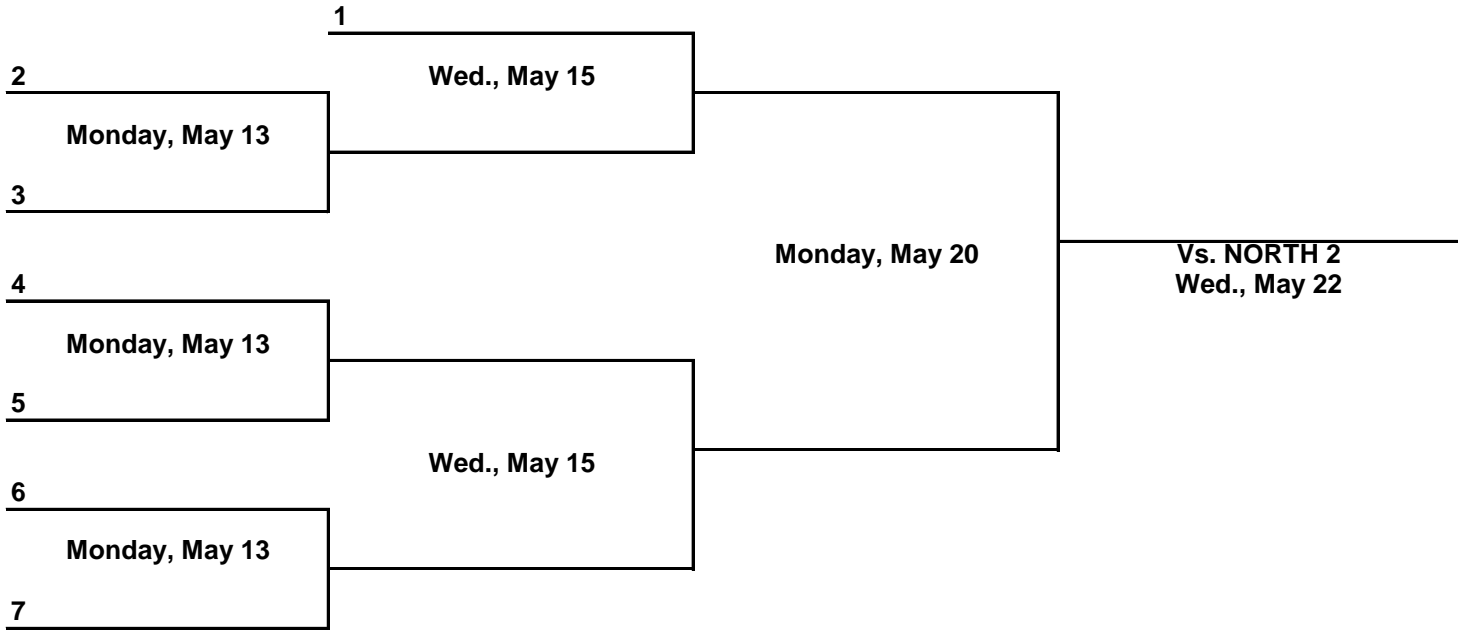 1
Wed., May 15
2
Monday, May 13
3
Monday, May 20
Vs. NORTH 2
Wed., May 22
4
Monday, May 13
5
Wed., May 15
6
Monday, May 13
7